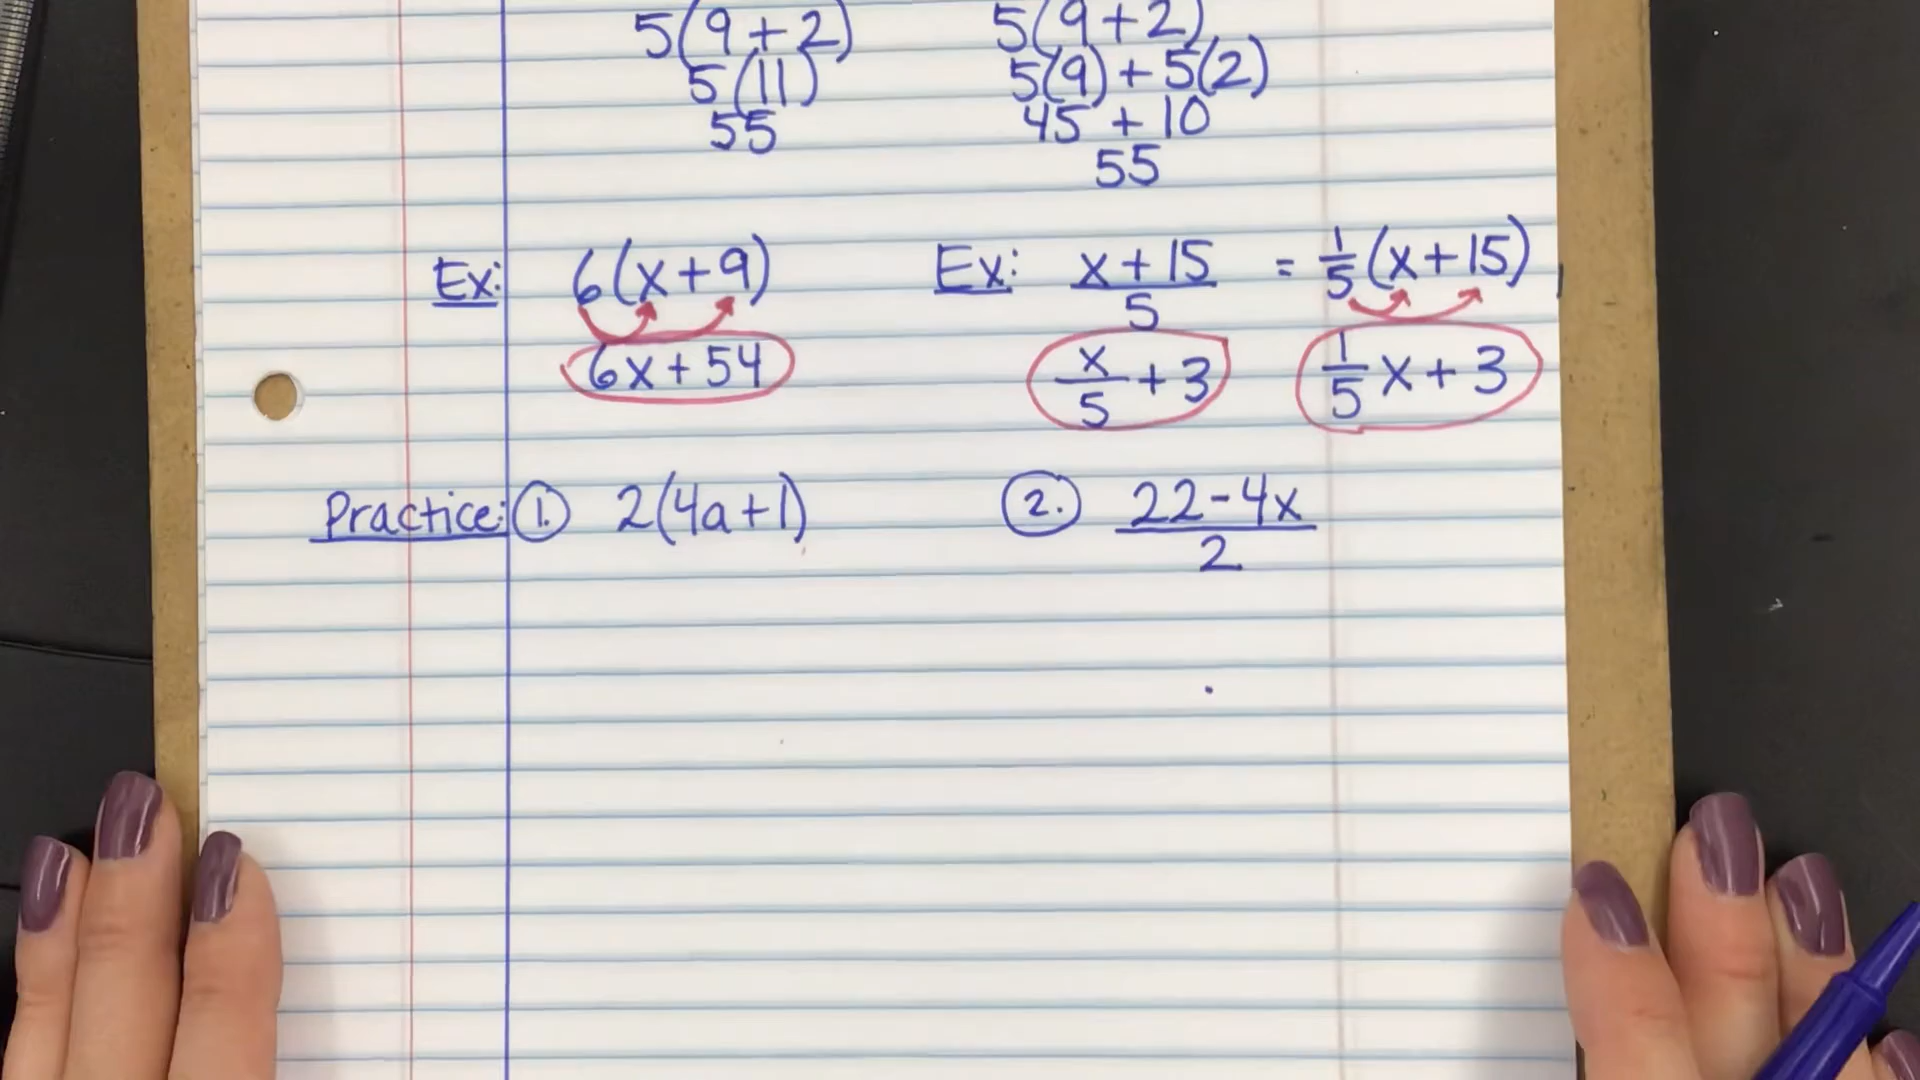 5(9+2) 5(9+2)
5(11) 5(9) + 5(2)
55 45 + 10
55
Ex: 6(x+9) Ex: x+15/5 = 1/5(x+15)
6x+54 x/5 + 3 1/5x + 3
Practice: 1. 2(4a+1) 2. 22-4x/2